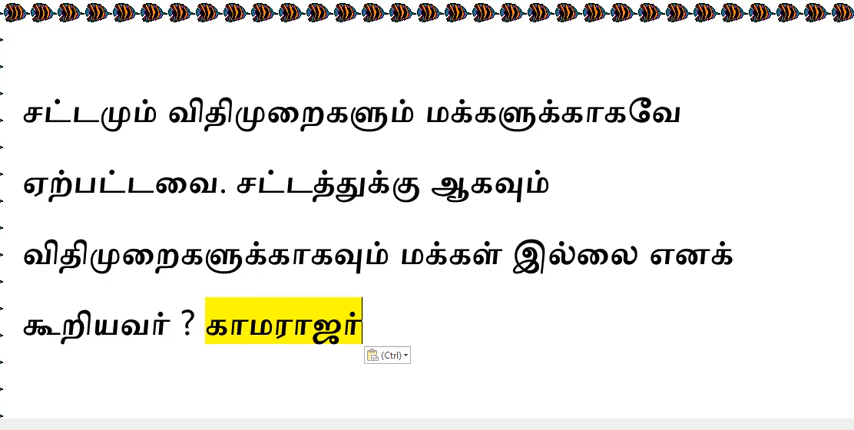 சட்டமும் விதிமுறைகளும் மக்களுக்காகவே
ஏற்பட்டவை. சட்டத்துக்கு ஆகவும்
விதிமுறைகளுக்காகவும் மக்கள் இல்லை எனக்
கூறியவர் ? காமராஜர்
(Ctrl)